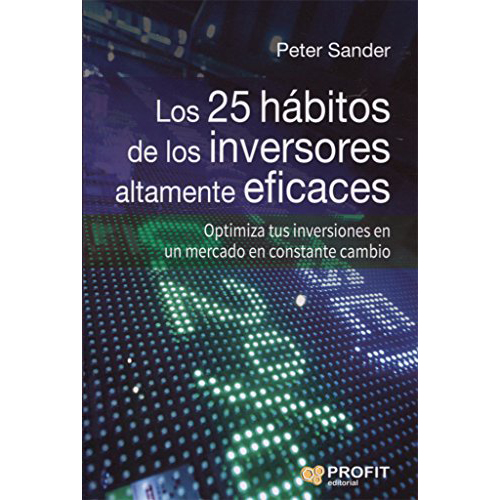 Peter Sander
Los 25 hábitos
de los inversores
altamente eficaces
Optimiza tus inversiones en
un mercado en constante cambio
PROFIT
editorial